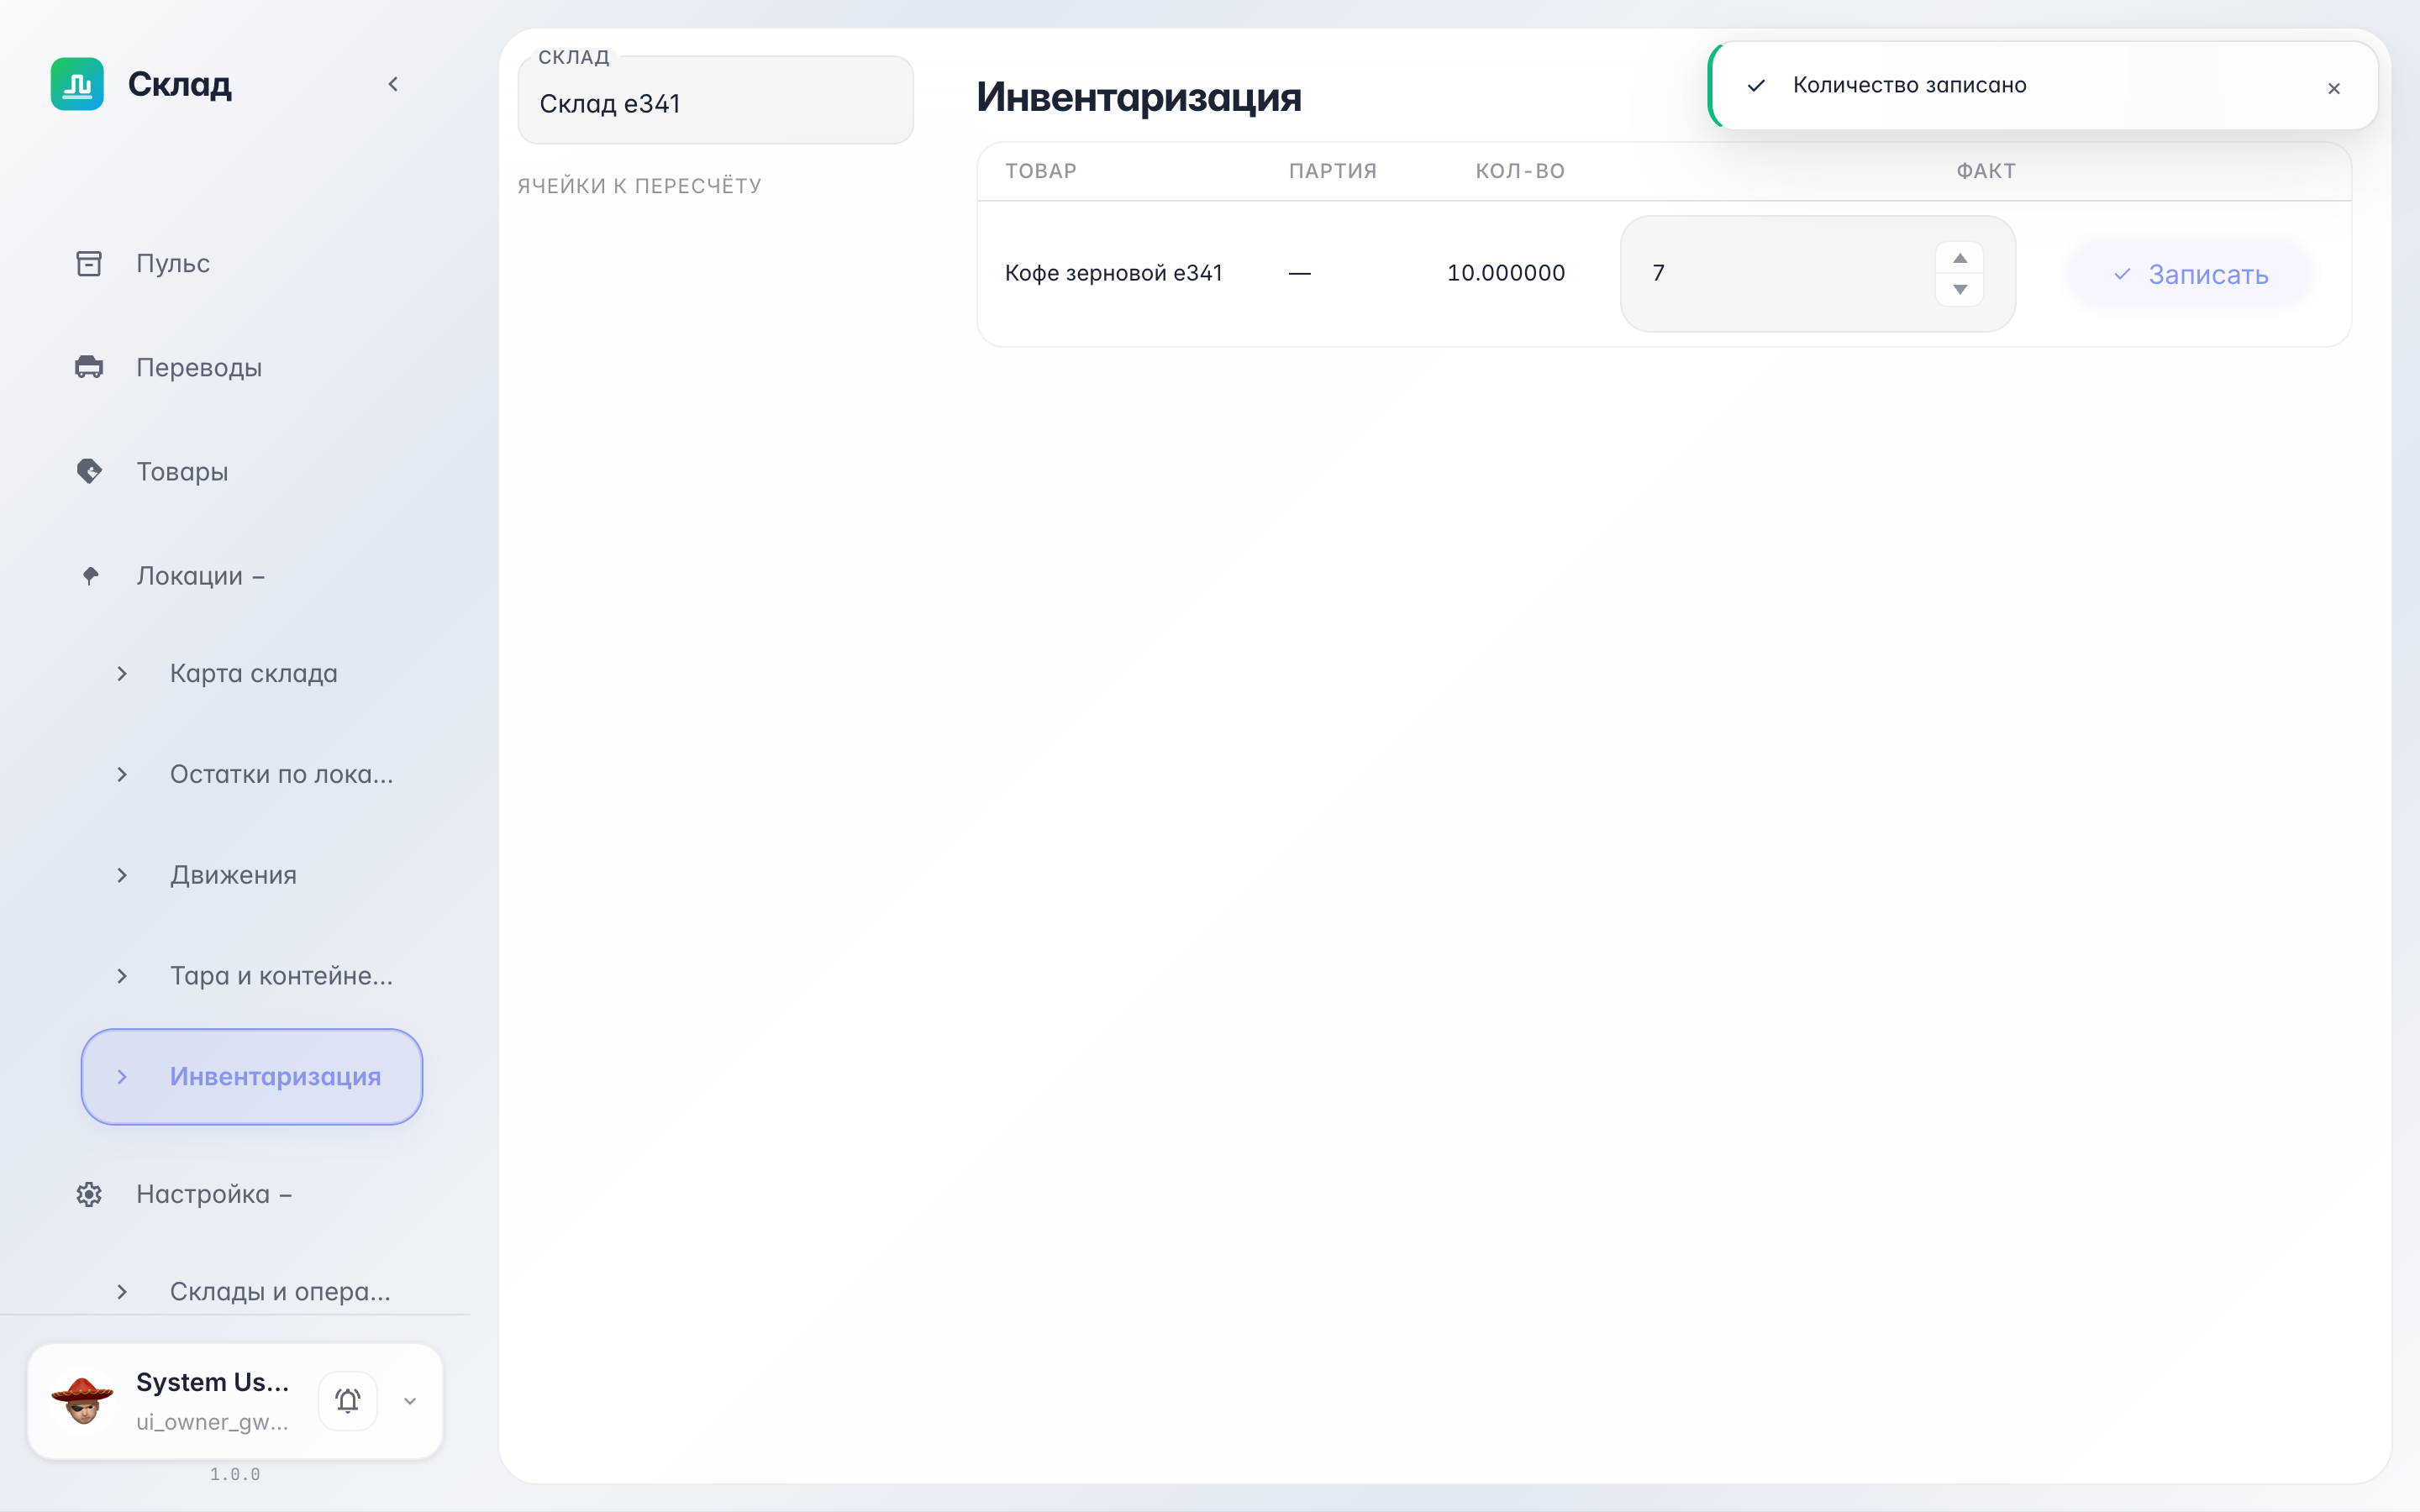 Склад
Пульс
Переводы
Товары
Локации –
Карта склада
Остатки по лока...
Движения
Тара и контейне...
Инвентаризация
Настройка –
Склады и опера...
System Us...
ui_owner_gw...
1.0.0
СКЛАД
Склад e341
ЯЧЕЙКИ К ПЕРЕСЧЁТУ
Инвентаризация
Количество записано
ТОВАР ПАРТИЯ КОЛ-ВО ФАКТ
Кофе зерновой e341 — 10.000000 7 Записать